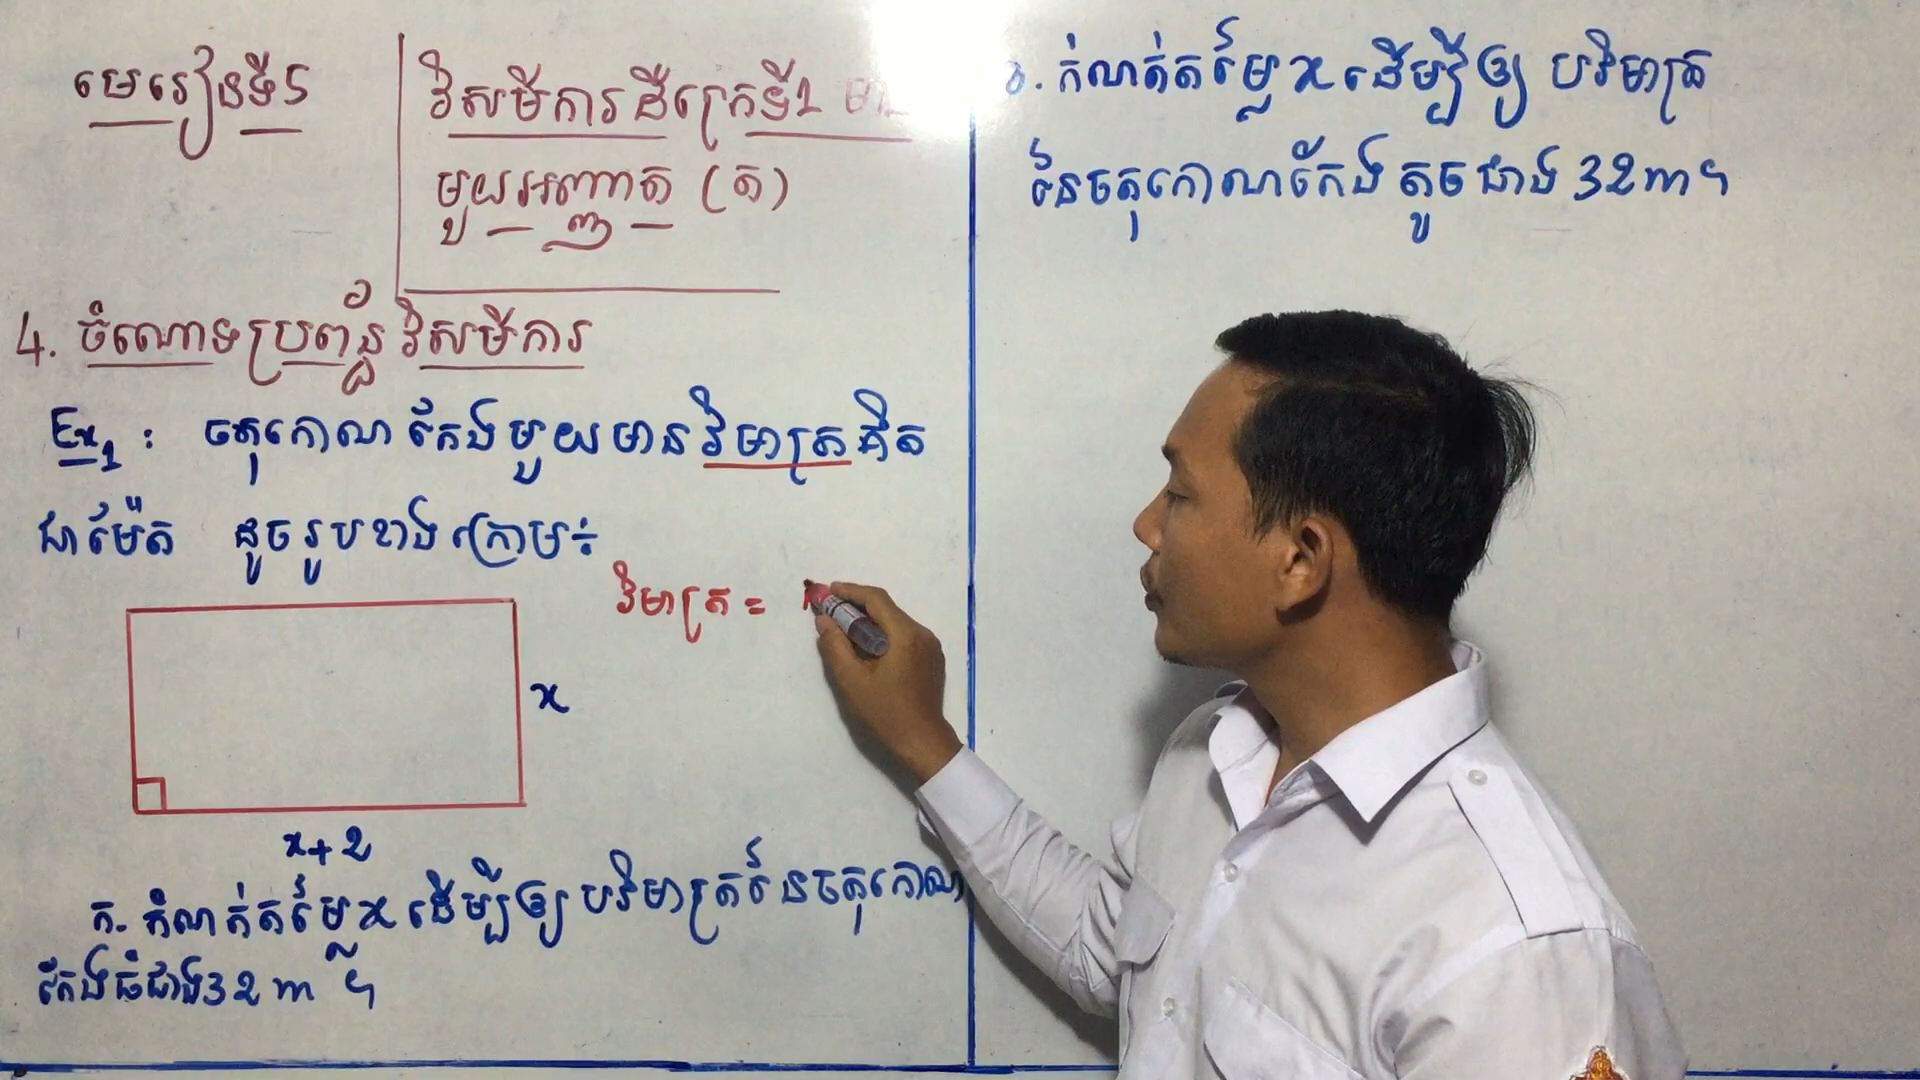 មេរៀនទី5
វិសមីការដឺក្រេទី1
មួយអញ្ញាត (ត)
4. ចំណោទប្រព័ន្ធវិសមីការ
Ex1 : ចតុកោណកែងមួយមានវិមាត្រគិត
ជាម៉ែត ដូចរូបខាងក្រោម÷
វិមាត្រ =
x
x+2
ក. កំណត់តម្លៃ x ដើម្បីឲ្យ បរិមាត្រនៃចតុកោណ
កែងធំជាង 32m ។
ខ. កំណត់តម្លៃ x ដើម្បីឲ្យ បរិមាត្រ
នៃចតុកោណកែង តូចជាង 32m ។